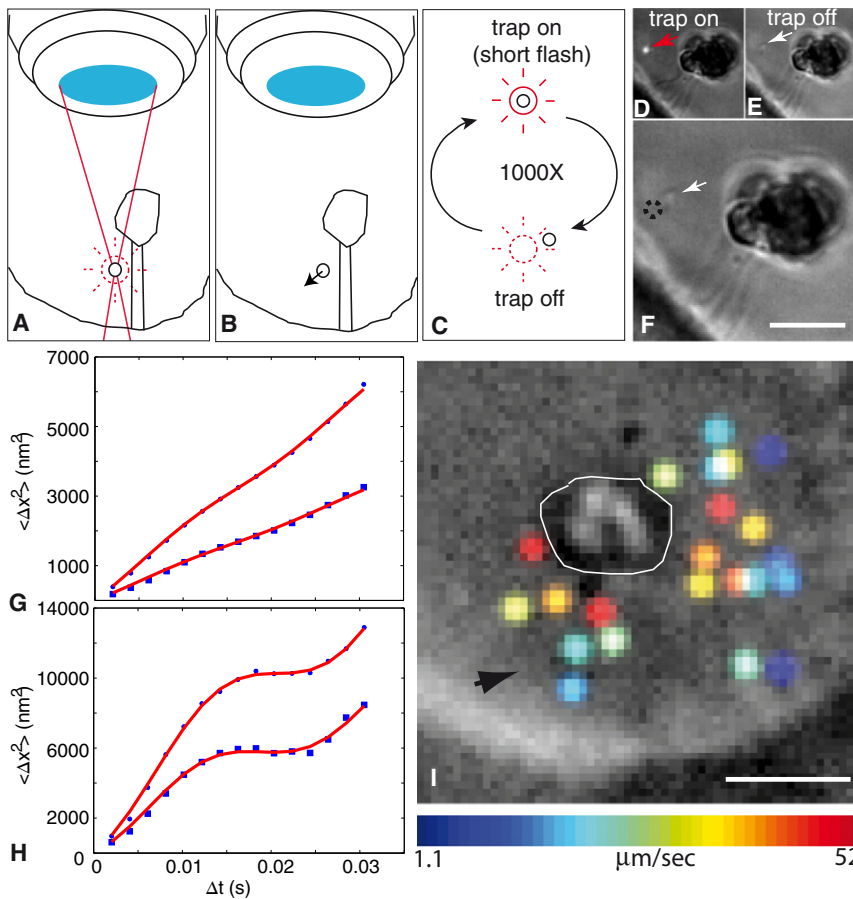 A
B
trap on
(short flash)
1000X
trap off
C
trap on
D
trap off
E
F
7000
5000
3000
1000
<Δx²> (nm²)
G
14000
10000
6000
2000
0
<Δx²> (nm²)
H
0
0.01
0.02
0.03
Δt (s)
I
1.1
μm/sec
52